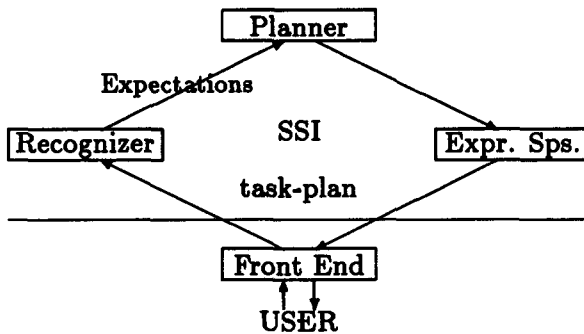 Planner
Expectations
SSI
Recognizer
Expr. Sps.
task-plan
Front End
USER